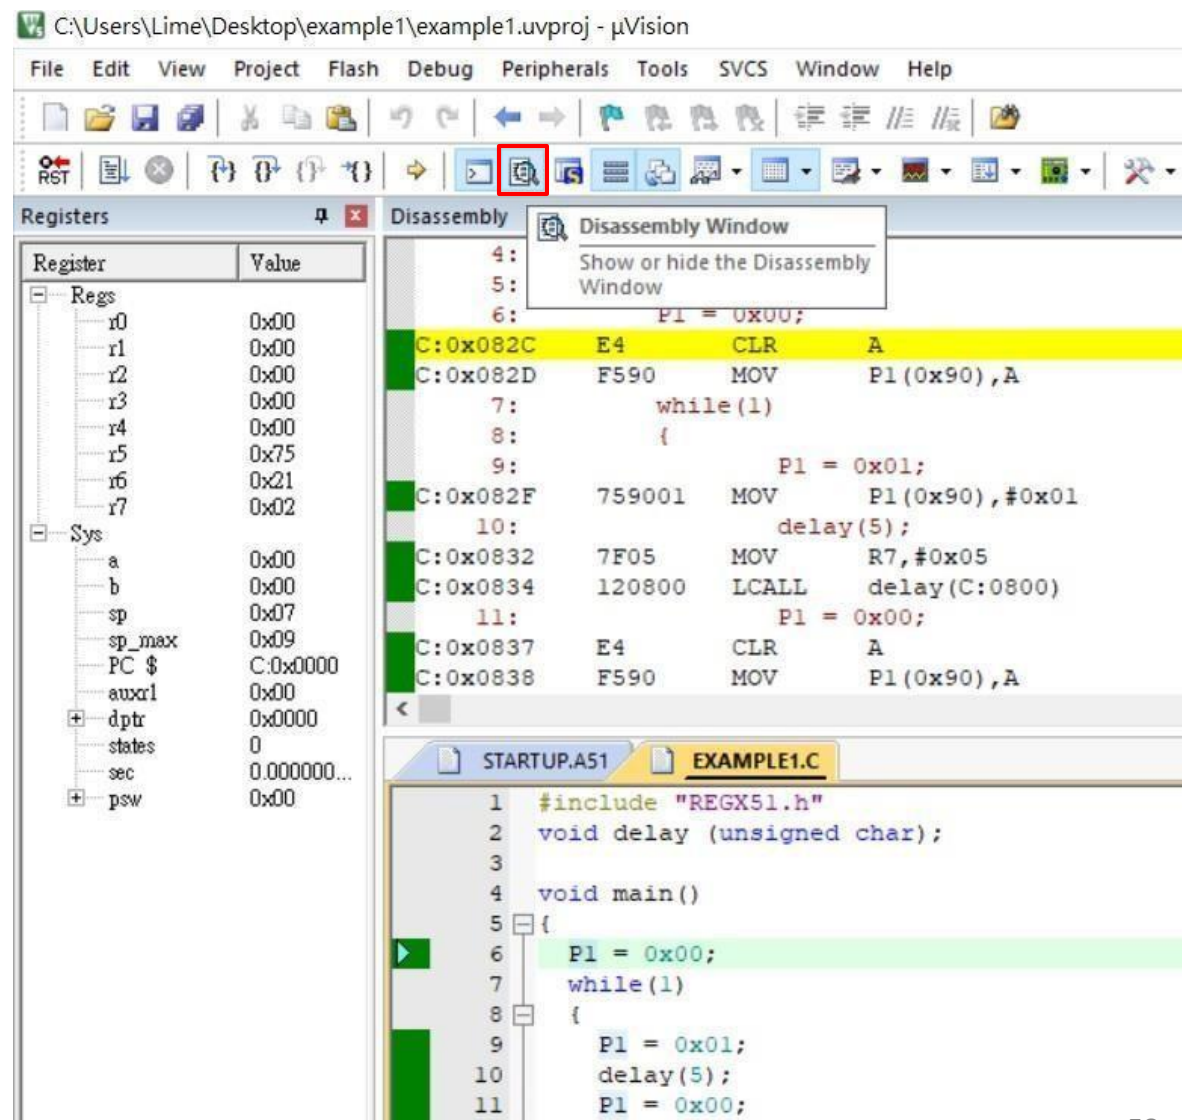 C:\Users\Lime\Desktop\example1\example1.uvproj - µVision
File Edit View Project Flash Debug Peripherals Tools SVCS Window Help
RST
Registers
Register Value
Regs
r0 0x00
r1 0x00
r2 0x00
r3 0x00
r4 0x00
r5 0x75
r6 0x21
r7 0x02
Sys
a 0x00
b 0x00
sp 0x07
sp_max 0x09
PC $ C:0x0000
auxr1 0x00
dptr 0x0000
states 0
sec 0.000000...
psw 0x00
Disassembly
Disassembly Window
Show or hide the Disassembly
Window
4:
5:
6: P1 = 0x00;
C:0x082C E4 CLR A
C:0x082D F590 MOV P1(0x90),A
7: while(1)
8: {
9: P1 = 0x01;
C:0x082F 759001 MOV P1(0x90),#0x01
10: delay(5);
C:0x0832 7F05 MOV R7,#0x05
C:0x0834 120800 LCALL delay(C:0800)
11: P1 = 0x00;
C:0x0837 E4 CLR A
C:0x0838 F590 MOV P1(0x90),A
STARTUP.A51 EXAMPLE1.C
1 #include "REGX51.h"
2 void delay (unsigned char);
3
4 void main()
5 {
6 P1 = 0x00;
7 while(1)
8 {
9 P1 = 0x01;
10 delay(5);
11 P1 = 0x00;